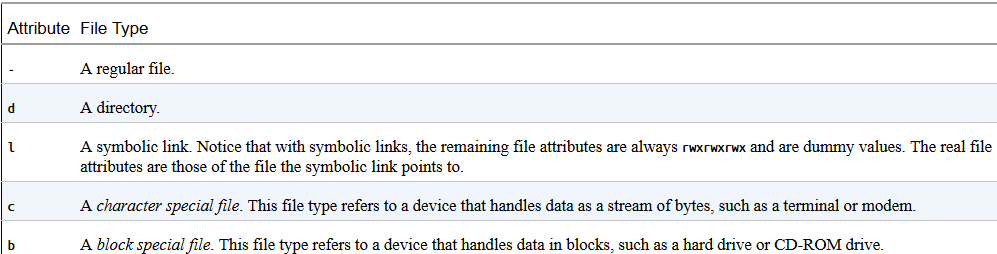 Attribute File Type
- A regular file.
d A directory.
l A symbolic link. Notice that with symbolic links, the remaining file attributes are always rwxrwxrwx and are dummy values. The real file
attributes are those of the file the symbolic link points to.
c A character special file. This file type refers to a device that handles data as a stream of bytes, such as a terminal or modem.
b A block special file. This file type refers to a device that handles data in blocks, such as a hard drive or CD-ROM drive.